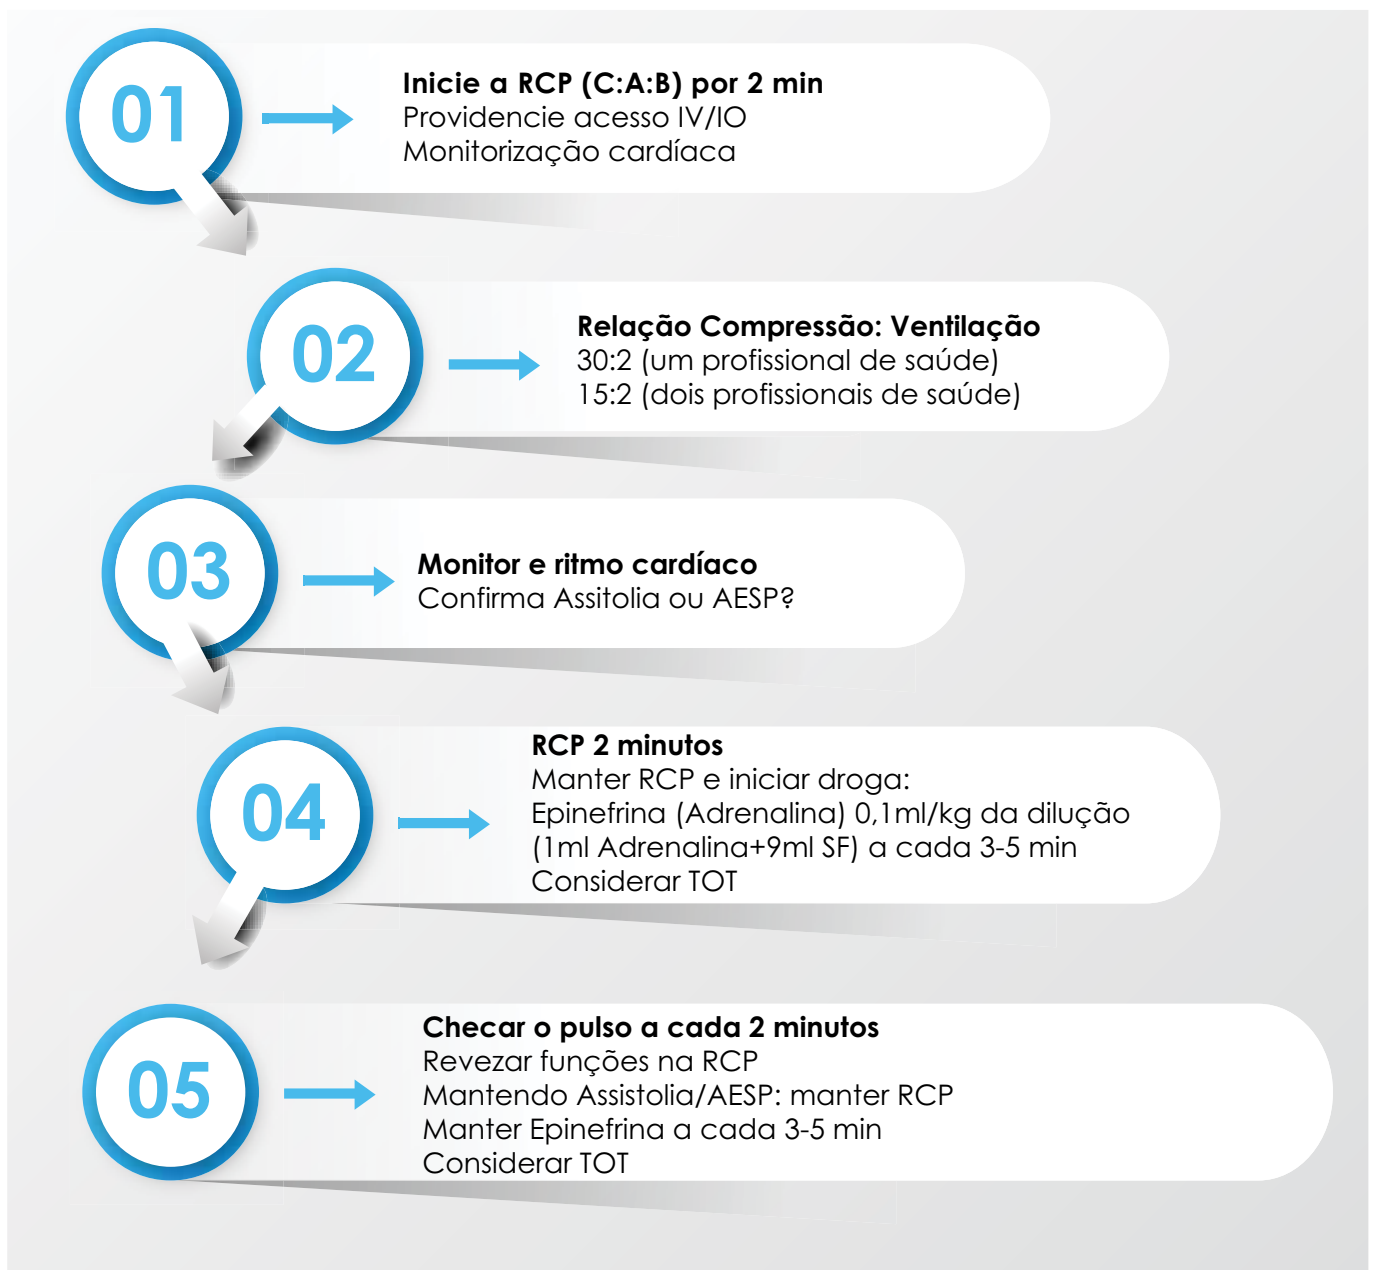 01
Inicie a RCP (C:A:B) por 2 min
Providencie acesso IV/IO
Monitorização cardíaca
02
Relação Compressão: Ventilação
30:2 (um profissional de saúde)
15:2 (dois profissionais de saúde)
03
Monitor e ritmo cardíaco
Confirma Assitolia ou AESP?
04
RCP 2 minutos
Manter RCP e iniciar droga:
Epinefrina (Adrenalina) 0,1ml/kg da dilução
(1ml Adrenalina+9ml SF) a cada 3-5 min
Considerar TOT
05
Checar o pulso a cada 2 minutos
Revezar funções na RCP
Mantendo Assistolia/AESP: manter RCP
Manter Epinefrina a cada 3-5 min
Considerar TOT